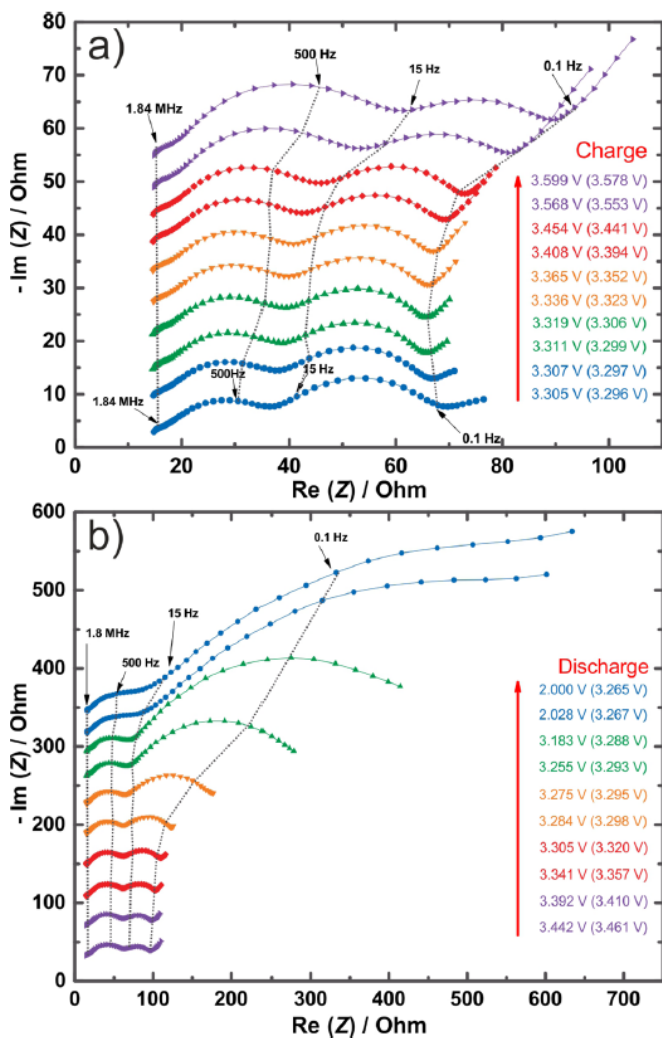 a)
80
70
60
50
40
30
20
10
0
- Im (Z) / Ohm
500 Hz
15 Hz
0.1 Hz
1.84 MHz
Charge
3.599 V (3.578 V)
3.568 V (3.553 V)
3.454 V (3.441 V)
3.408 V (3.394 V)
3.365 V (3.352 V)
3.336 V (3.323 V)
3.319 V (3.306 V)
3.311 V (3.299 V)
3.307 V (3.297 V)
3.305 V (3.296 V)
1.84 MHz
500Hz
15 Hz
0.1 Hz
0 20 40 60 80 100
Re (Z) / Ohm
b)
600
500
400
300
200
100
0
- Im (Z) / Ohm
0.1 Hz
15 Hz
1.8 MHz
500 Hz
Discharge
2.000 V (3.265 V)
2.028 V (3.267 V)
3.183 V (3.288 V)
3.255 V (3.293 V)
3.275 V (3.295 V)
3.284 V (3.298 V)
3.305 V (3.320 V)
3.341 V (3.357 V)
3.392 V (3.410 V)
3.442 V (3.461 V)
0 100 200 300 400 500 600 700
Re (Z) / Ohm